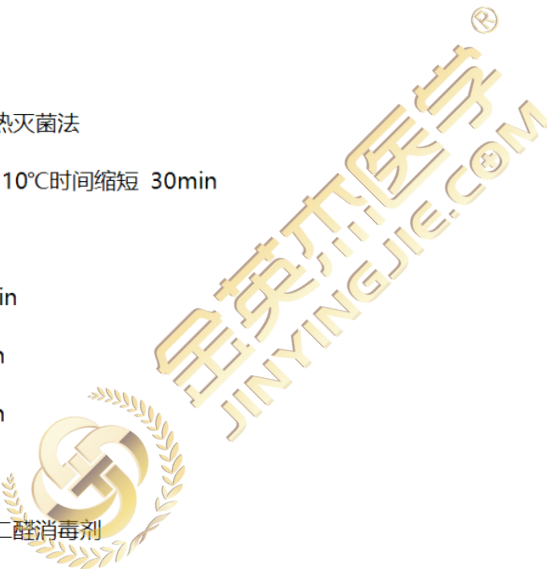 热灭菌法
10℃时间缩短 30min
in
n
n
二醛消毒剂
金英杰医学®
JINYINGJIE.COM